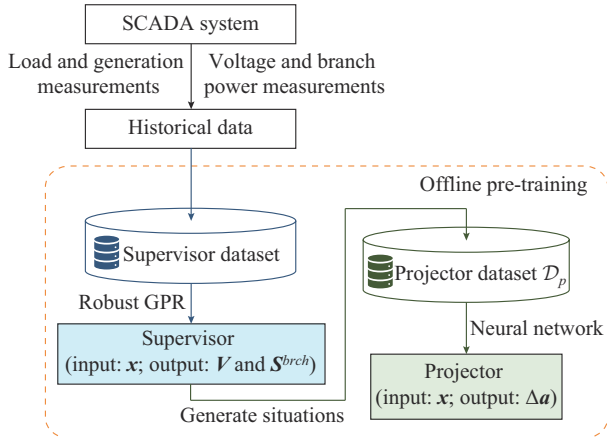 SCADA system
Load and generation
measurements
Voltage and branch
power measurements
Historical data
Offline pre-training
Supervisor dataset
Projector dataset 𝒟ₚ
Robust GPR
Neural network
Supervisor
(input: x; output: V and S^brch)
Projector
(input: x; output: Δa)
Generate situations